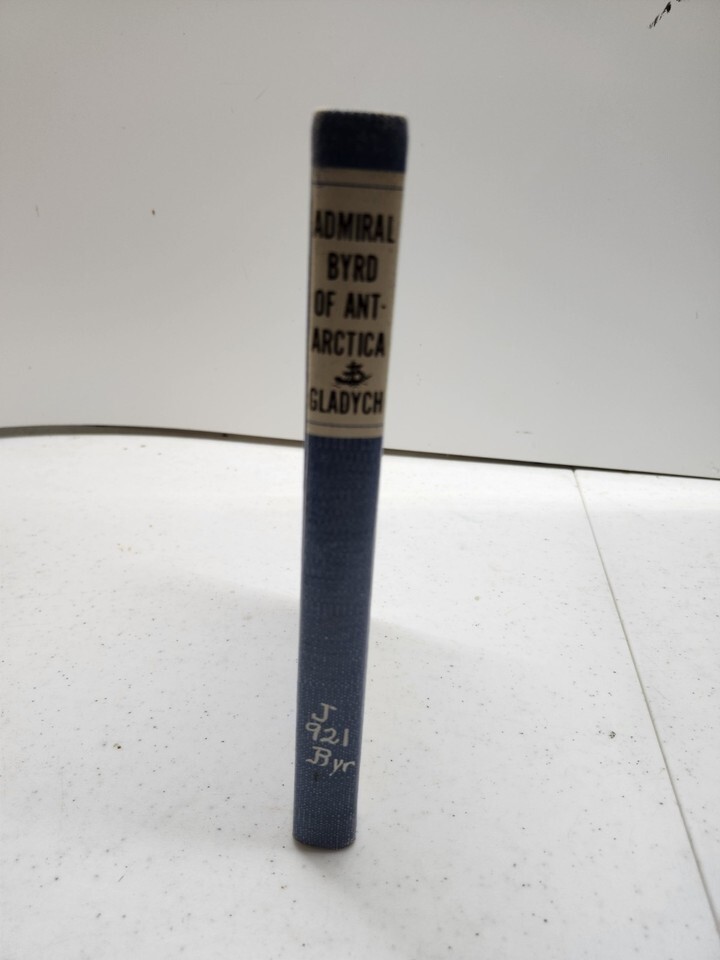 ADMIRAL
BYRD
OF ANT-
ARCTICA
GLADYCH
J
921
Byr